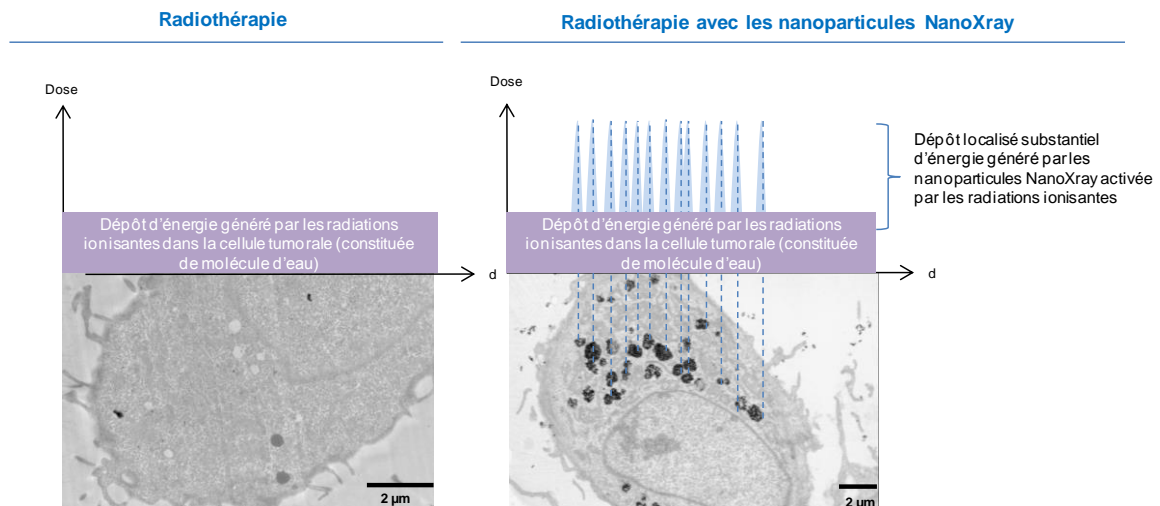 Radiothérapie
Radiothérapie avec les nanoparticules NanoXray
Dose
Dépôt d'énergie généré par les radiations
ionisantes dans la cellule tumorale (constituée
de molécule d'eau)
d
2 µm
Dose
Dépôt d'énergie généré par les radiations
ionisantes dans la cellule tumorale (constituée
de molécule d'eau)
d
2 µm
Dépôt localisé substantiel
d'énergie généré par les
nanoparticules NanoXray activée
par les radiations ionisantes